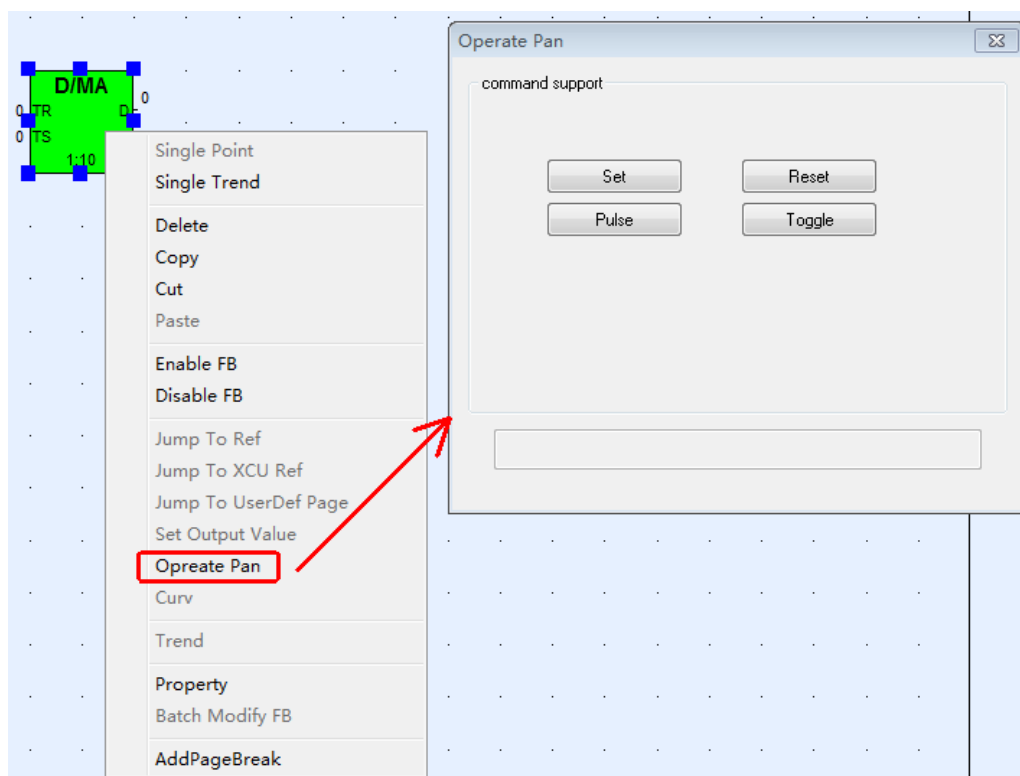 D/MA
0
0 TR D
0 TS
1:10
Single Point
Single Trend
Delete
Copy
Cut
Paste
Enable FB
Disable FB
Jump To Ref
Jump To XCU Ref
Jump To UserDef Page
Set Output Value
Opreate Pan
Curv
Trend
Property
Batch Modify FB
AddPageBreak
Operate Pan
command support
Set Reset
Pulse Toggle